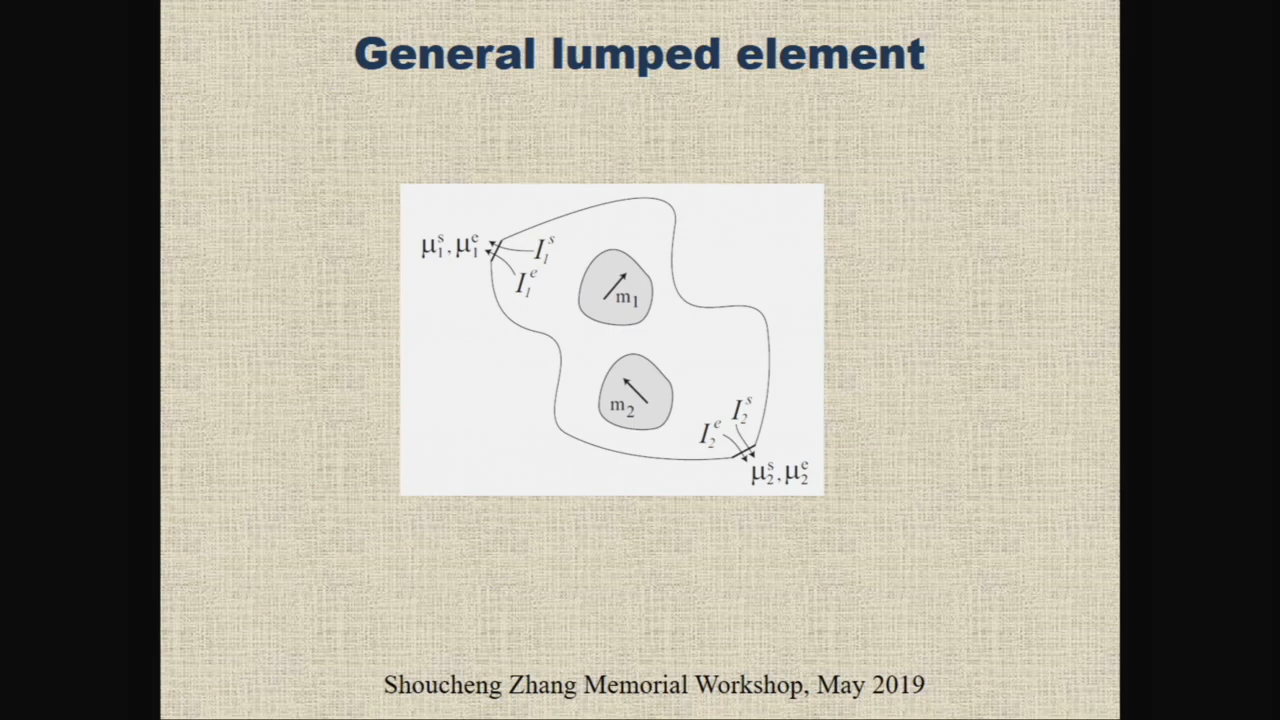 General lumped element
μ₁ˢ, μ₁ᵉ
I₁ˢ
I₁ᵉ
m₁
m₂
I₂ˢ
I₂ᵉ
μ₂ˢ, μ₂ᵉ
Shoucheng Zhang Memorial Workshop, May 2019